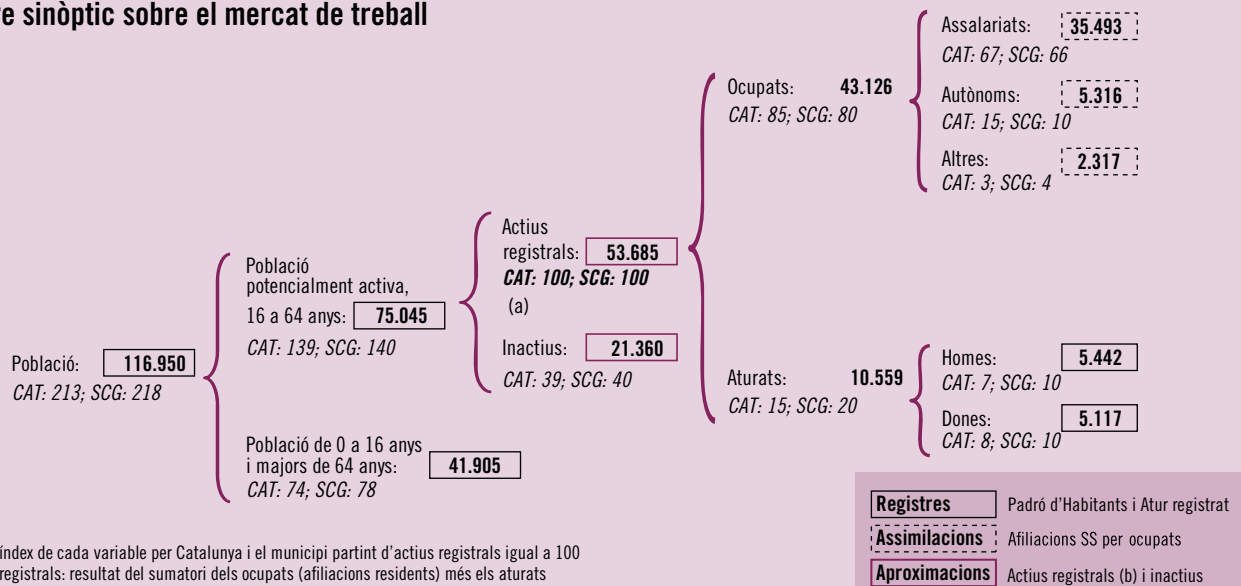 e sinòptic sobre el mercat de treball
Població: 116.950
CAT: 213; SCG: 218
Població
potencialment activa,
16 a 64 anys: 75.045
CAT: 139; SCG: 140
Població de 0 a 16 anys
i majors de 64 anys: 41.905
CAT: 74; SCG: 78
Actius
registrals: 53.685
CAT: 100; SCG: 100
(a)
Inactius: 21.360
CAT: 39; SCG: 40
Ocupats: 43.126
CAT: 85; SCG: 80
Aturats: 10.559
CAT: 15; SCG: 20
Assalariats: 35.493
CAT: 67; SCG: 66
Autònoms: 5.316
CAT: 15; SCG: 10
Altres: 2.317
CAT: 3; SCG: 4
Homes: 5.442
CAT: 7; SCG: 10
Dones: 5.117
CAT: 8; SCG: 10
Registres Padró d'Habitants i Atur registrat
Assimilacions Afiliacions SS per ocupats
Aproximacions Actius registrals (b) i inactius
índex de cada variable per Catalunya i el municipi partint d'actius registrals igual a 100
registrals: resultat del sumatori dels ocupats (afiliacions residents) més els aturats